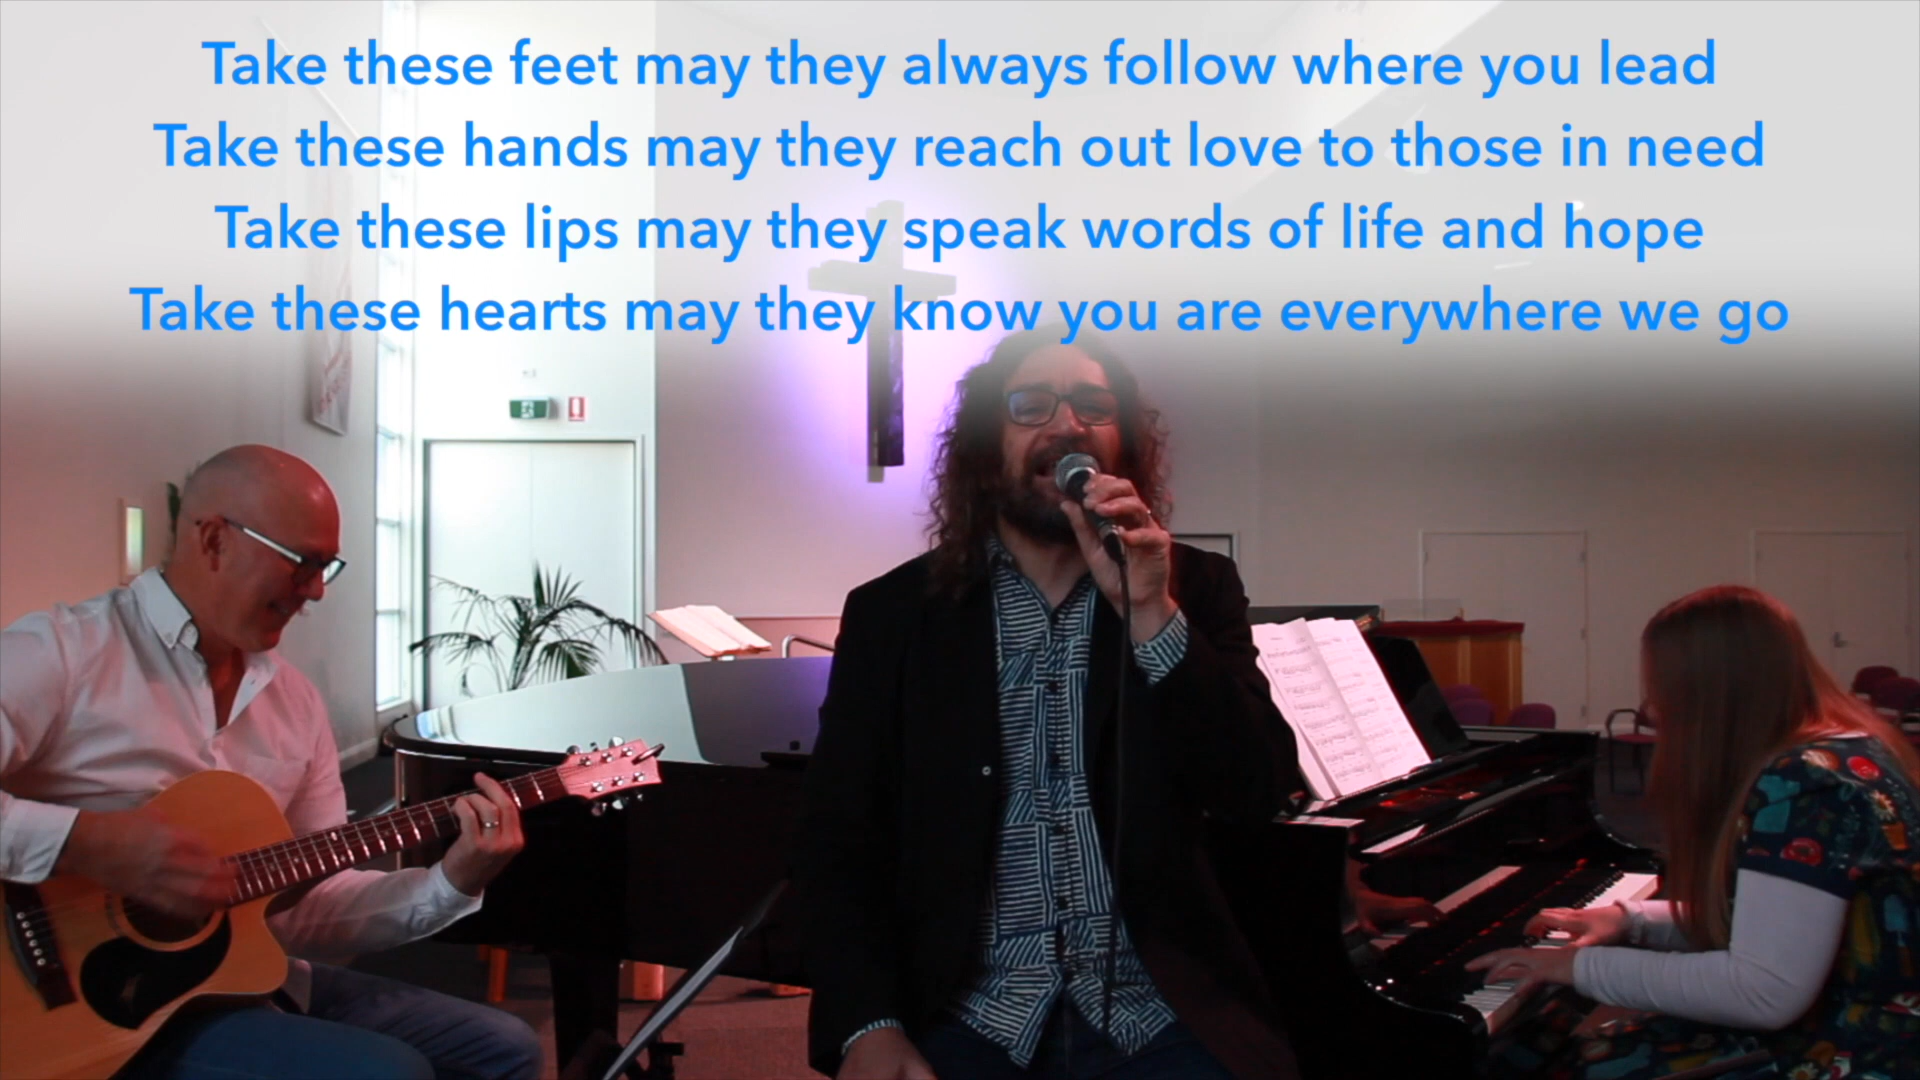 Take these feet may they always follow where you lead
Take these hands may they reach out love to those in need
Take these lips may they speak words of life and hope
Take these hearts may they know you are everywhere we go